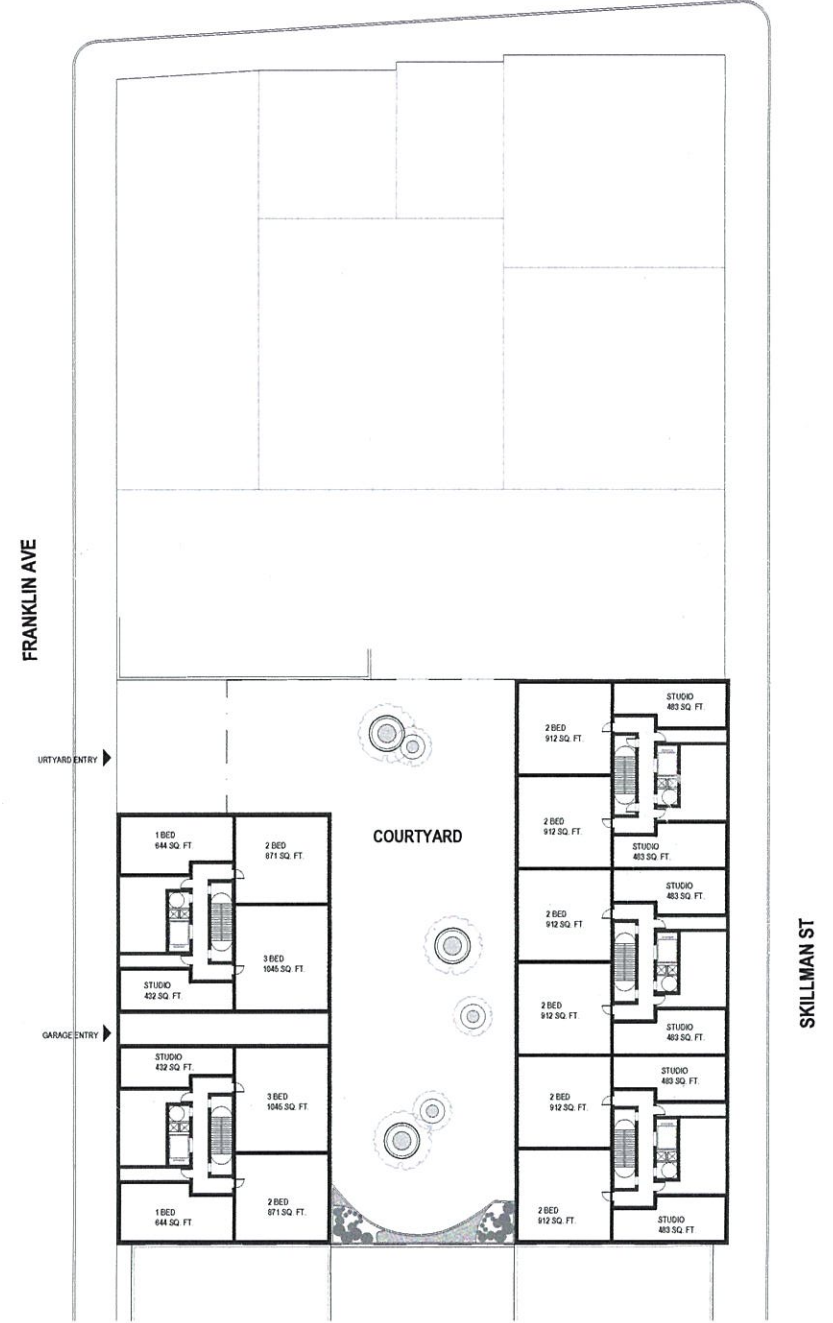 FRANKLIN AVE
SKILLMAN ST
URTYARD ENTRY
GARAGE ENTRY
COURTYARD
1 BED
644 SQ. FT.
2 BED
871 SQ. FT.
3 BED
1045 SQ. FT.
STUDIO
432 SQ. FT.
STUDIO
432 SQ. FT.
3 BED
1045 SQ. FT.
1 BED
644 SQ. FT.
2 BED
871 SQ. FT.
2 BED
912 SQ. FT.
STUDIO
483 SQ. FT.
2 BED
912 SQ. FT.
STUDIO
483 SQ. FT.
2 BED
912 SQ. FT.
STUDIO
483 SQ. FT.
2 BED
912 SQ. FT.
STUDIO
483 SQ. FT.
2 BED
912 SQ. FT.
STUDIO
483 SQ. FT.
2 BED
912 SQ. FT.
STUDIO
483 SQ. FT.